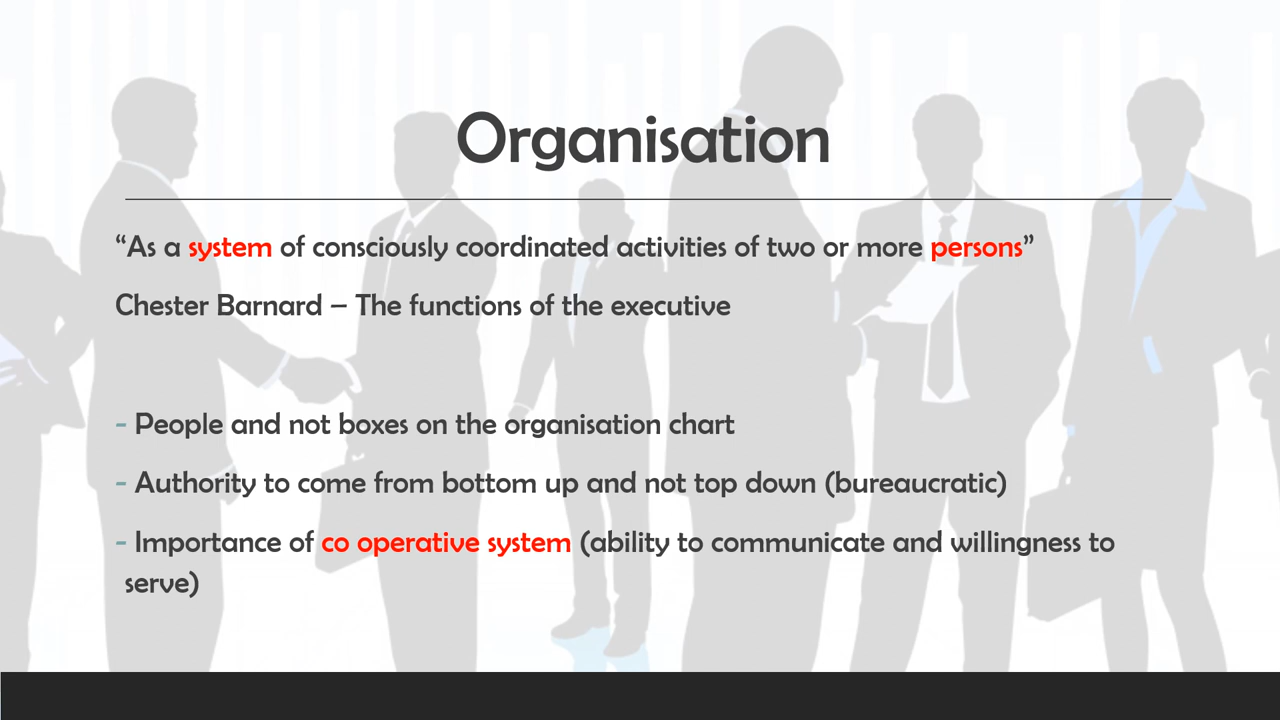 Organisation
“As a system of consciously coordinated activities of two or more persons”
Chester Barnard – The functions of the executive
- People and not boxes on the organisation chart
- Authority to come from bottom up and not top down (bureaucratic)
- Importance of co operative system (ability to communicate and willingness to
serve)